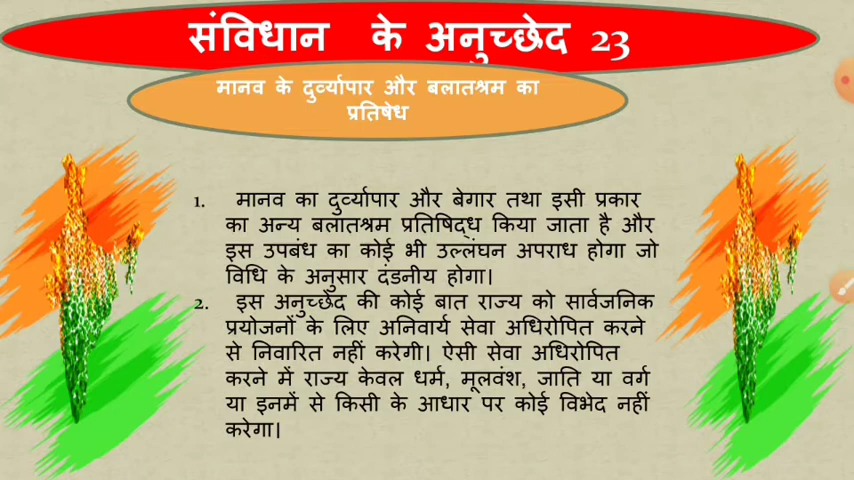 संविधान के अनुच्छेद 23
मानव के दुर्व्यापार और बलातश्रम का
प्रतिषेध
1. मानव का दुर्व्यापार और बेगार तथा इसी प्रकार
का अन्य बलातश्रम प्रतिषिद्ध किया जाता है और
इस उपबंध का कोई भी उल्लंघन अपराध होगा जो
विधि के अनुसार दंडनीय होगा।
2. इस अनुच्छेद की कोई बात राज्य को सार्वजनिक
प्रयोजनों के लिए अनिवार्य सेवा अधिरोपित करने
से निवारित नहीं करेगी। ऐसी सेवा अधिरोपित
करने में राज्य केवल धर्म, मूलवंश, जाति या वर्ग
या इनमें से किसी के आधार पर कोई विभेद नहीं
करेगा।